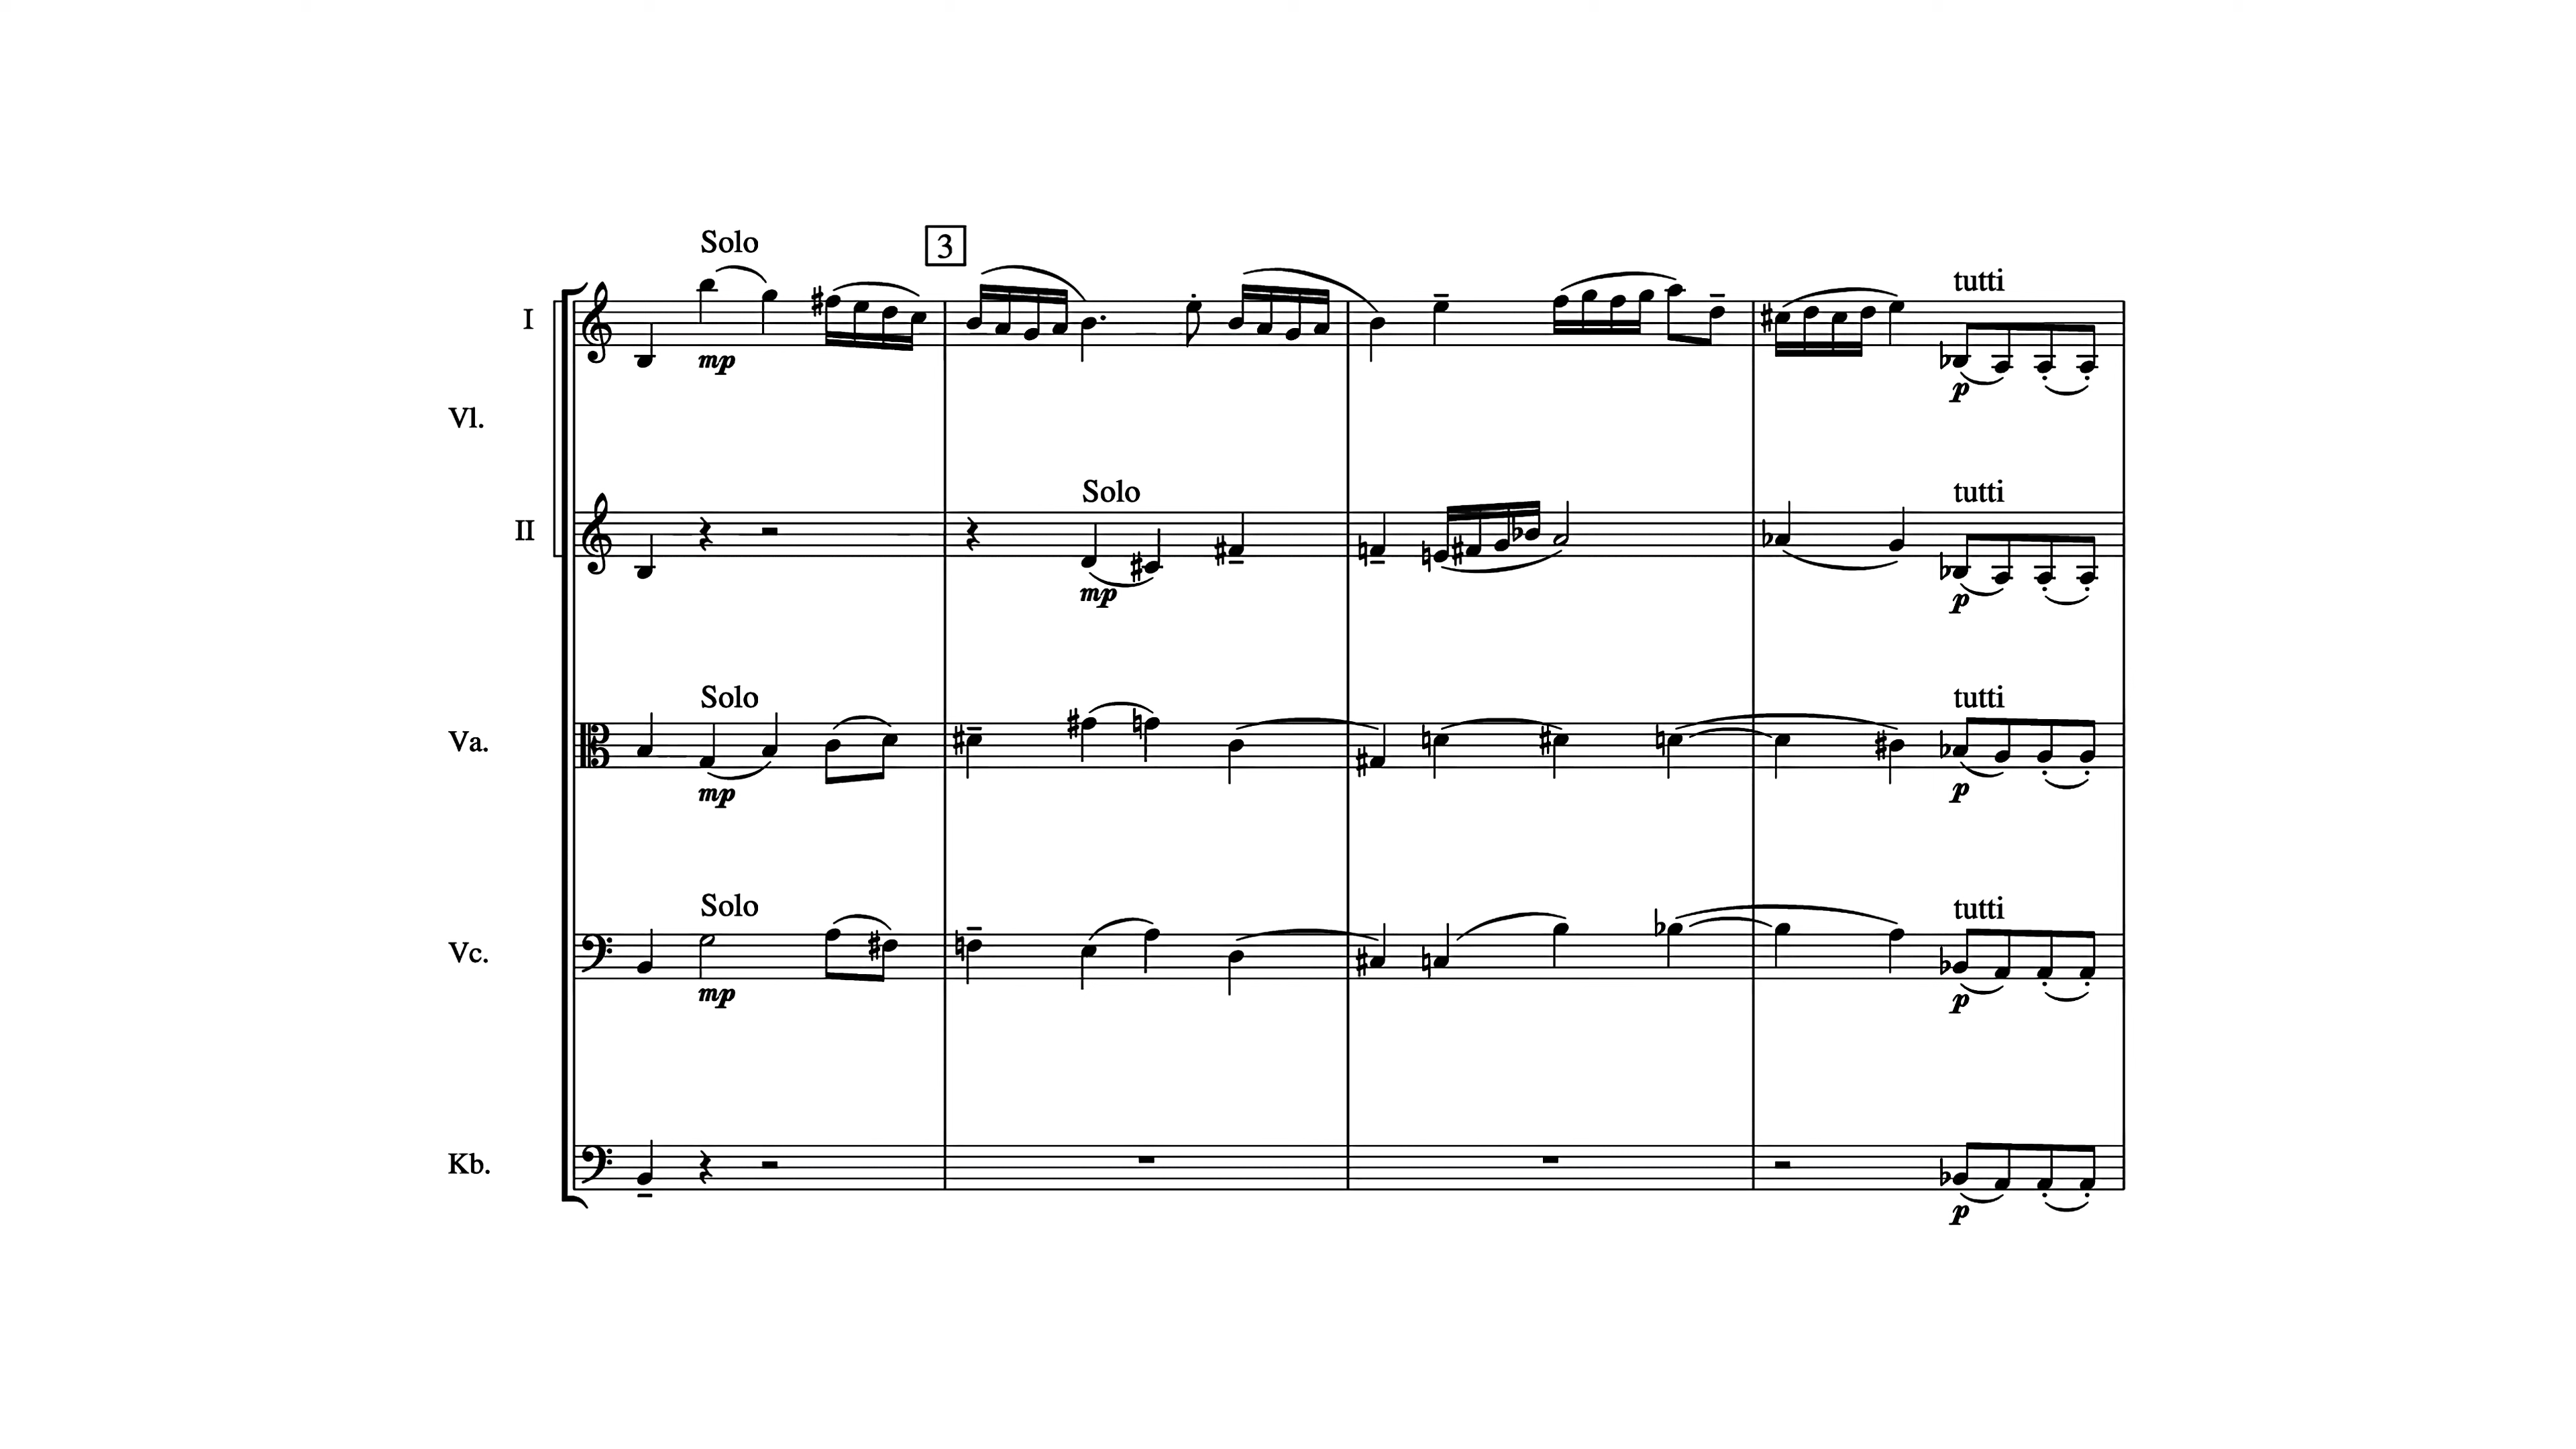 Solo
3
tutti
I
mp
p
Vl.
Solo
tutti
II
mp
p
Solo
tutti
Va.
mp
p
Solo
tutti
Vc.
mp
p
Kb.
p